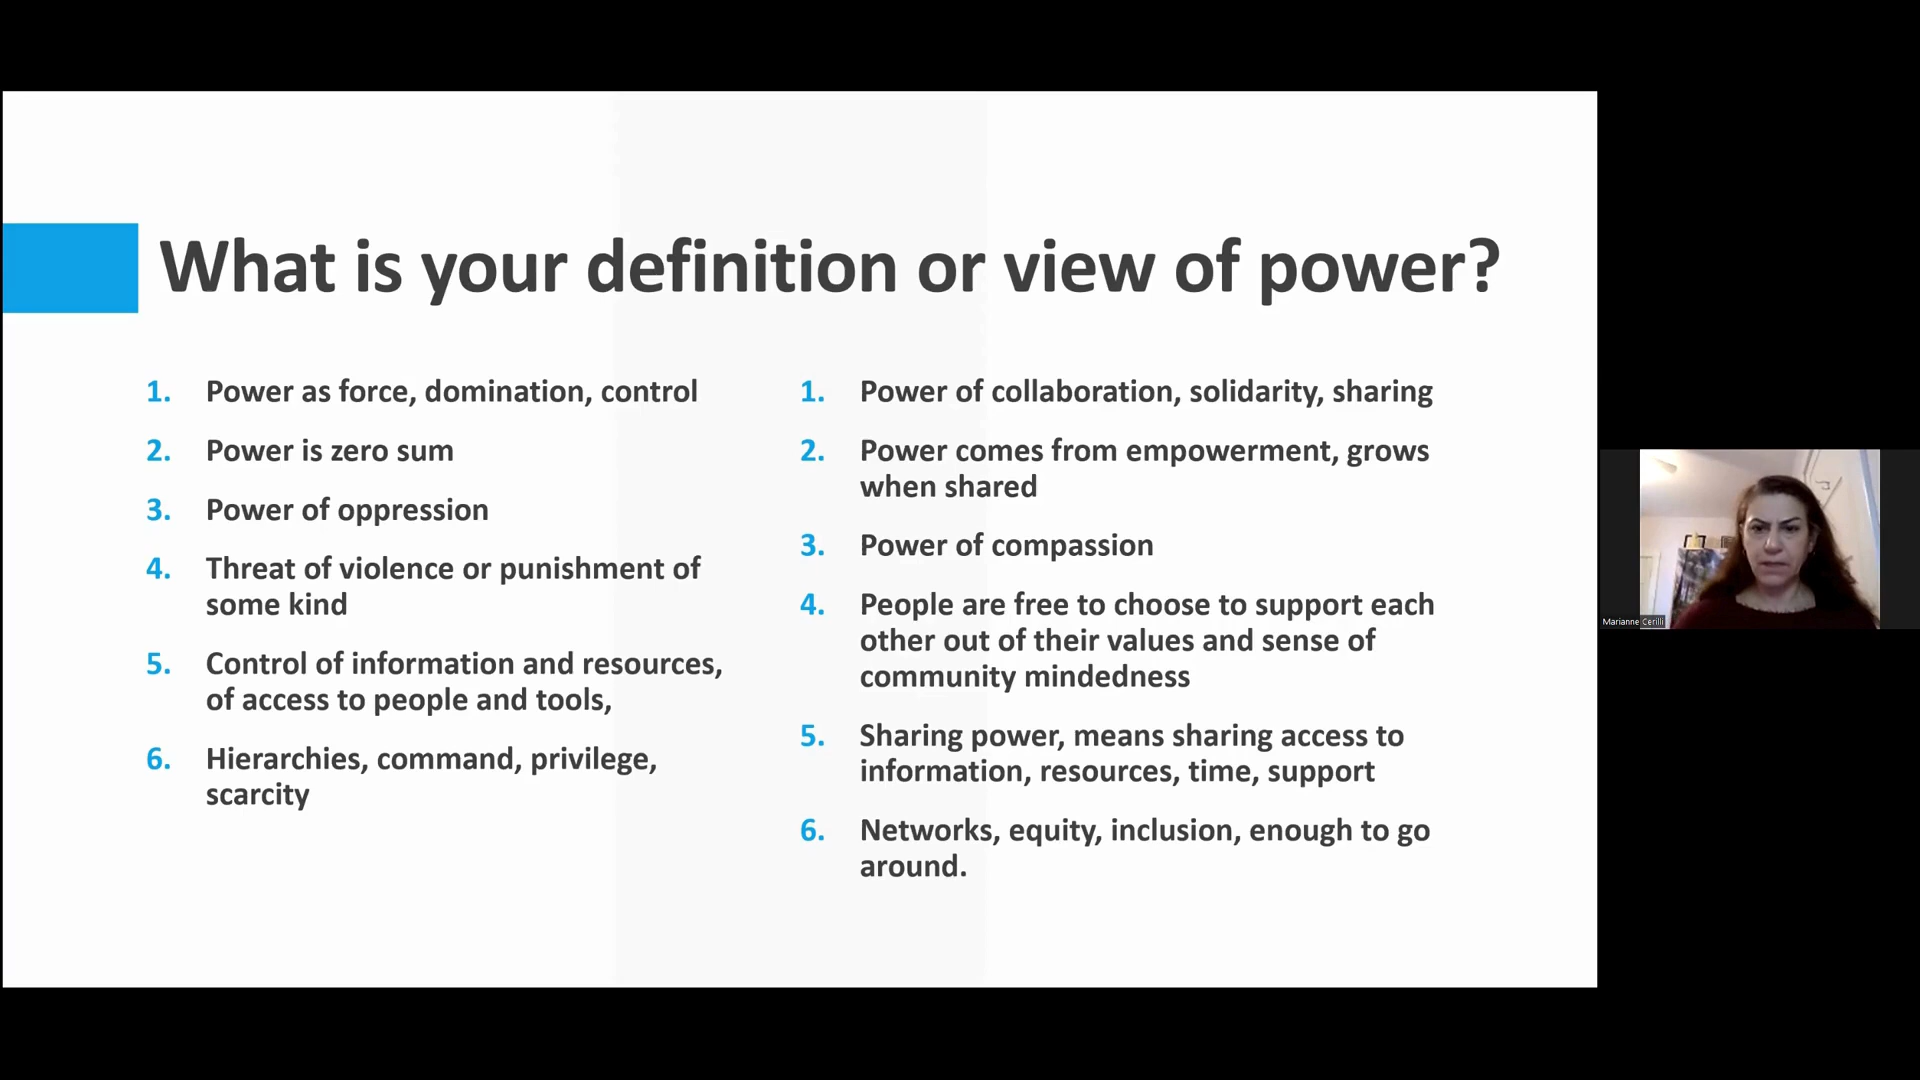 What is your definition or view of power?
1. Power as force, domination, control
2. Power is zero sum
3. Power of oppression
4. Threat of violence or punishment of
some kind
5. Control of information and resources,
of access to people and tools,
6. Hierarchies, command, privilege,
scarcity
1. Power of collaboration, solidarity, sharing
2. Power comes from empowerment, grows
when shared
3. Power of compassion
4. People are free to choose to support each
other out of their values and sense of
community mindedness
5. Sharing power, means sharing access to
information, resources, time, support
6. Networks, equity, inclusion, enough to go
around.
Marianne Cerilli